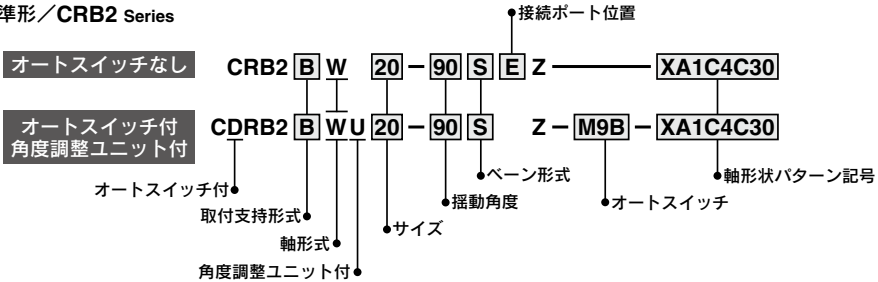 準形／CRB2 Series
接続ポート位置
オートスイッチなし CRB2 B W 20 − 90 S E Z XA1C4C30
オートスイッチ付
角度調整ユニット付
CDRB2 B W U 20 − 90 S Z − M9B − XA1C4C30
オートスイッチ付
取付支持形式
軸形式
角度調整ユニット付
サイズ
揺動角度
ベーン形式
オートスイッチ
軸形状パターン記号